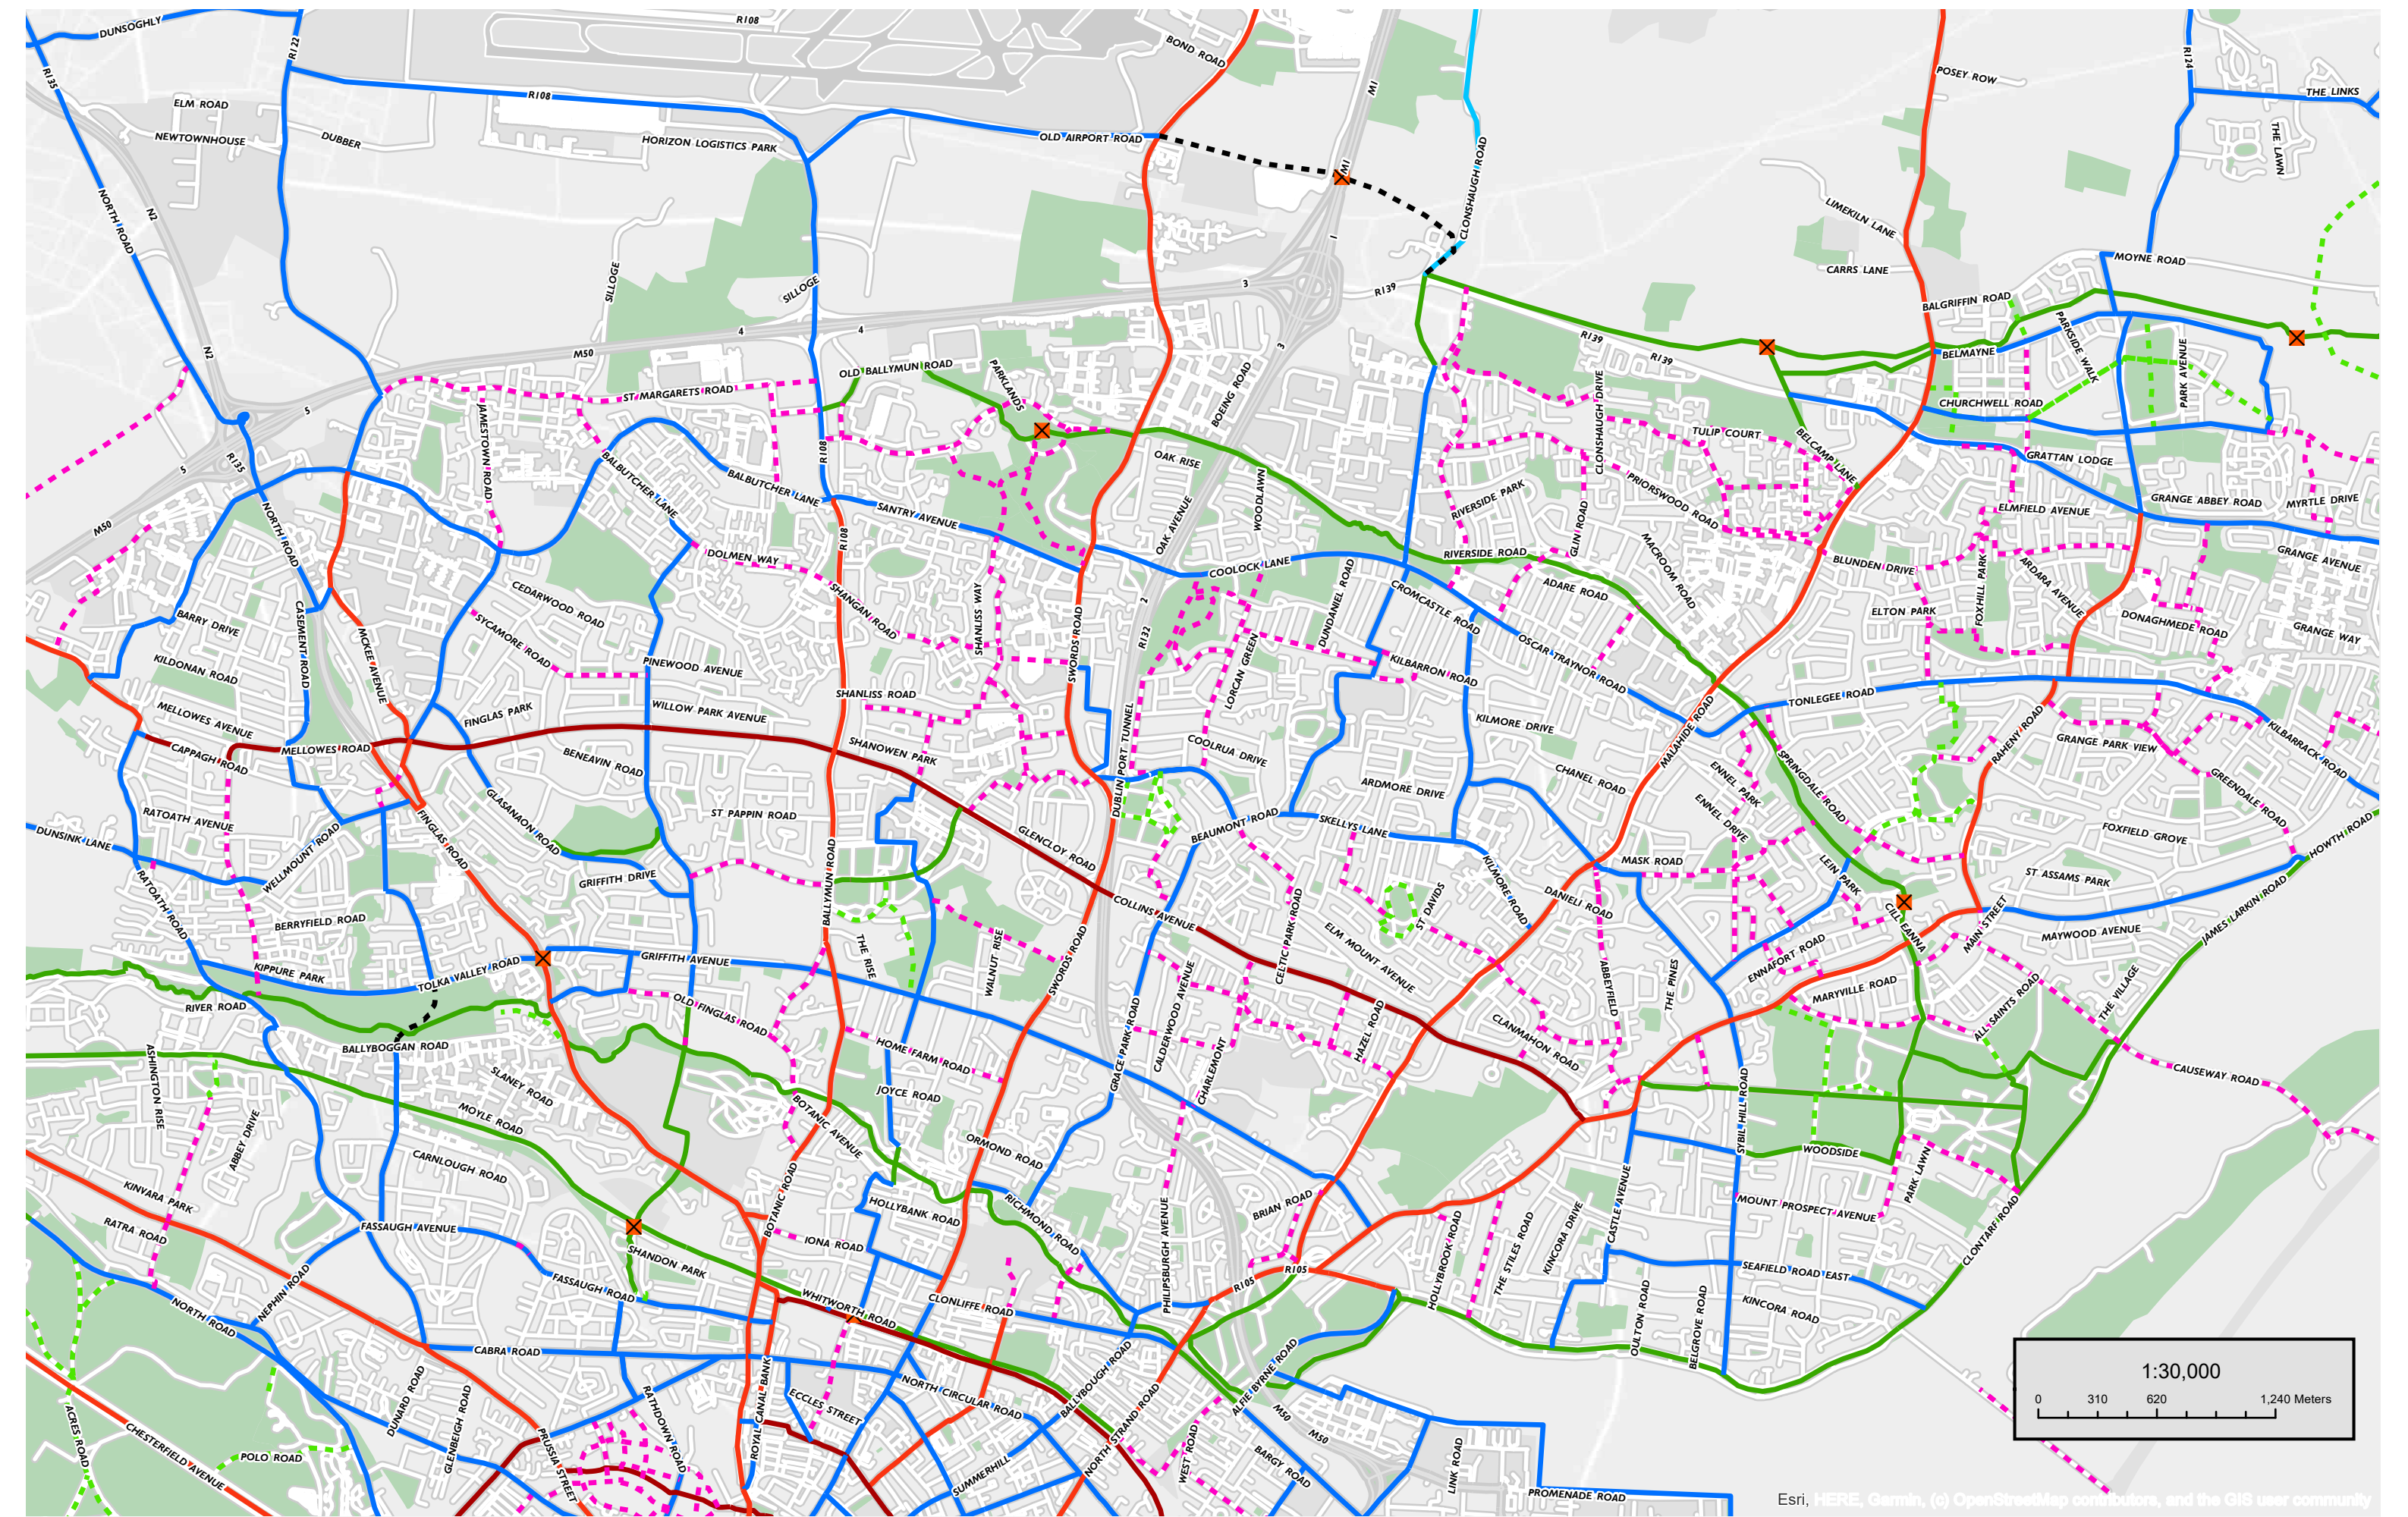 R108
DUNSOGHLY
R122
BOND ROAD
R124
R135
M1
POSEY ROW
THE LINKS
ELM ROAD
R108
NEWTOWNHOUSE
DUBBER
HORIZON LOGISTICS PARK
OLD AIRPORT ROAD
THE LAWN
M1
CLONSHAUGH ROAD
N2
NORTH ROAD
LIMEKILN LANE
1
MOYNE ROAD
SILLOGE
SILLOGE
CARRS LANE
3
R139
BALGRIFFIN ROAD
4
4
N2
M50
3
R139
R139
BELMAYNE
PARKSIDE WALK
PARK AVENUE
OLD BALLYMUN ROAD
PARKLANDS
BOEING ROAD
ST MARGARETS ROAD
5
JAMESTOWN ROAD
CLONSHAUGH DRIVE
CHURCHWELL ROAD
TULIP COURT
BELCAMP LANE
R108
R135
5
BALBUTCHER LANE
BALBUTCHER LANE
OAK RISE
WOODLAWN
GRATTAN LODGE
PRIORSWOOD ROAD
RIVERSIDE PARK
GRANGE ABBEY ROAD
MYRTLE DRIVE
ELMFIELD AVENUE
M50
NORTH ROAD
SANTRY AVENUE
OAK AVENUE
GLIN ROAD
R108
DOLMEN WAY
RIVERSIDE ROAD
MACROOM ROAD
BLUNDEN DRIVE
GRANGE AVENUE
COOLOCK LANE
DUNDANIEL ROAD
CROMCASTLE ROAD
ADARE ROAD
FOXHILL PARK
ARDARA AVENUE
CEDARWOOD ROAD
SHANGAN ROAD
SHANLISS WAY
2
BARRY DRIVE
CASEMENT ROAD
SYCAMORE ROAD
ELTON PARK
DONAGHMEDE ROAD
GRANGE WAY
MCKEE AVENUE
SWORDS ROAD
R132
OSCAR TRAYNOR ROAD
KILDONAN ROAD
PINEWOOD AVENUE
LORCAN GREEN
KILBARRON ROAD
SHANLISS ROAD
TONLEGEE ROAD
MELLOWES AVENUE
FINGLAS PARK
WILLOW PARK AVENUE
KILMORE DRIVE
MALAHIDE ROAD
RAHENY ROAD
KILBARRACK ROAD
CAPPAGH ROAD
MELLOWES ROAD
SHANOWEN PARK
COOLRUA DRIVE
DUBLIN PORT TUNNEL
GRANGE PARK VIEW
BENEAVIN ROAD
CHANEL ROAD
ENNEL PARK
SPRINGDALE ROAD
GREENDALE ROAD
ARDMORE DRIVE
RATOATH AVENUE
GLASANAON ROAD
ST PAPPIN ROAD
ENNEL DRIVE
DUNSINK LANE
FINGLAS ROAD
GLENCLOY ROAD
BEAUMONT ROAD
SKELLYS LANE
FOXFIELD GROVE
HOWTH ROAD
WELLMOUNT ROAD
MASK ROAD
LEIN PARK
ST ASSAMS PARK
GRIFFITH DRIVE
KILMORE ROAD
RATOATH ROAD
BALLYMUN ROAD
COLLINS AVENUE
CELTIC PARK ROAD
ST DAVIDS
DANIELI ROAD
CILL EANNA
MAIN STREET
JAMES LARKIN ROAD
BERRYFIELD ROAD
ELM MOUNT AVENUE
MAYWOOD AVENUE
THE RISE
WALNUT RISE
KIPPURE PARK
TOLKA VALLEY ROAD
GRIFFITH AVENUE
SWORDS ROAD
ENNAFORT ROAD
THE PINES
ABBEYFIELD
CALDERWOOD AVENUE
MARYVILLE ROAD
RIVER ROAD
OLD FINGLAS ROAD
HAZEL ROAD
ALL SAINTS ROAD
THE VILLAGE
CLANMAHON ROAD
GRACE PARK ROAD
BALLYBOGGAN ROAD
HOME FARM ROAD
CHARLEMONT
ASHINGTON RISE
SLANEY ROAD
JOYCE ROAD
CAUSEWAY ROAD
SYBIL HILL ROAD
MOYLE ROAD
BOTANIC AVENUE
ABBEY DRIVE
ORMOND ROAD
WOODSIDE
CARNLOUGH ROAD
PARK LAWN
KINVARA PARK
BOTANIC ROAD
HOLLYBANK ROAD
RICHMOND ROAD
BRIAN ROAD
CASTLE AVENUE
MOUNT PROSPECT AVENUE
RATRA ROAD
FASSAUGH AVENUE
PHILIPSBURGH AVENUE
HOLLYBROOK ROAD
THE STILES ROAD
KINCORA DRIVE
CLONTARF ROAD
IONA ROAD
SHANDON PARK
NEPHIN ROAD
FASSAUGH ROAD
R105
R105
SEAFIELD ROAD EAST
NORTH ROAD
WHITWORTH ROAD
CLONLIFFE ROAD
KINCORA ROAD
OULTON ROAD
BELGROVE ROAD
CABRA ROAD
BALLYBOUGH ROAD
ALFIE BYRNE ROAD
1:30,000
0 310 620 1,240 Meters
DUNARD ROAD
GLENBEIGH ROAD
RATHDOWN ROAD
ROYAL CANAL BANK
ECCLES STREET
NORTH CIRCULAR ROAD
NORTH STRAND ROAD
M50
M50
ACRES ROAD
CHESTERFIELD AVENUE
POLO ROAD
PRUSSIA STREET
SUMMERHILL
WEST ROAD
BARGY ROAD
LINK ROAD
PROMENADE ROAD
Esri, HERE, Garmin, (c) OpenStreetMap contributors, and the GIS user community